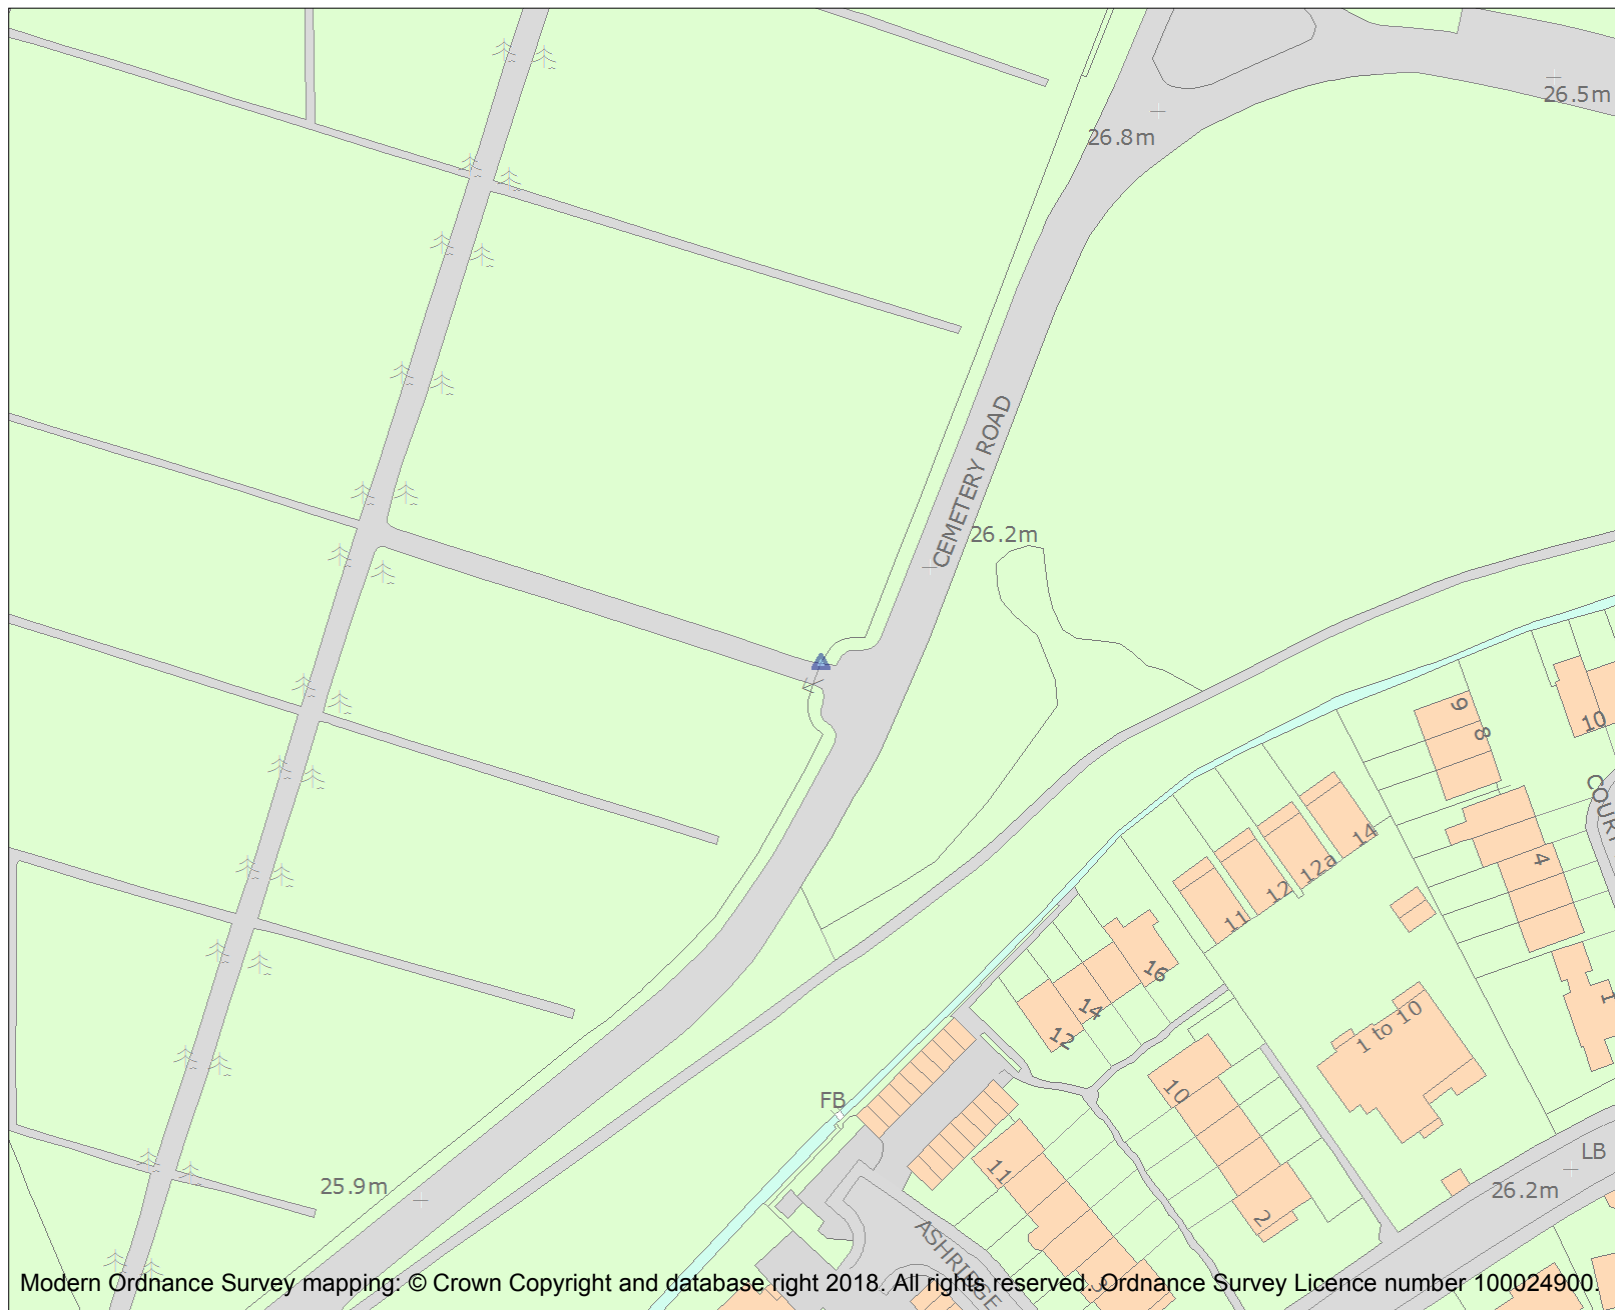 26.5m
26.8m
CEMETERY ROAD
26.2m
9
8
10
COURT
14
12a
12
11
4
16
14
12
1
1 to 10
10
FB
11
LB
25.9m
26.2m
2
ASHRIDGE
3
Modern Ordnance Survey mapping: © Crown Copyright and database right 2018. All rights reserved. Ordnance Survey Licence number 100024900.